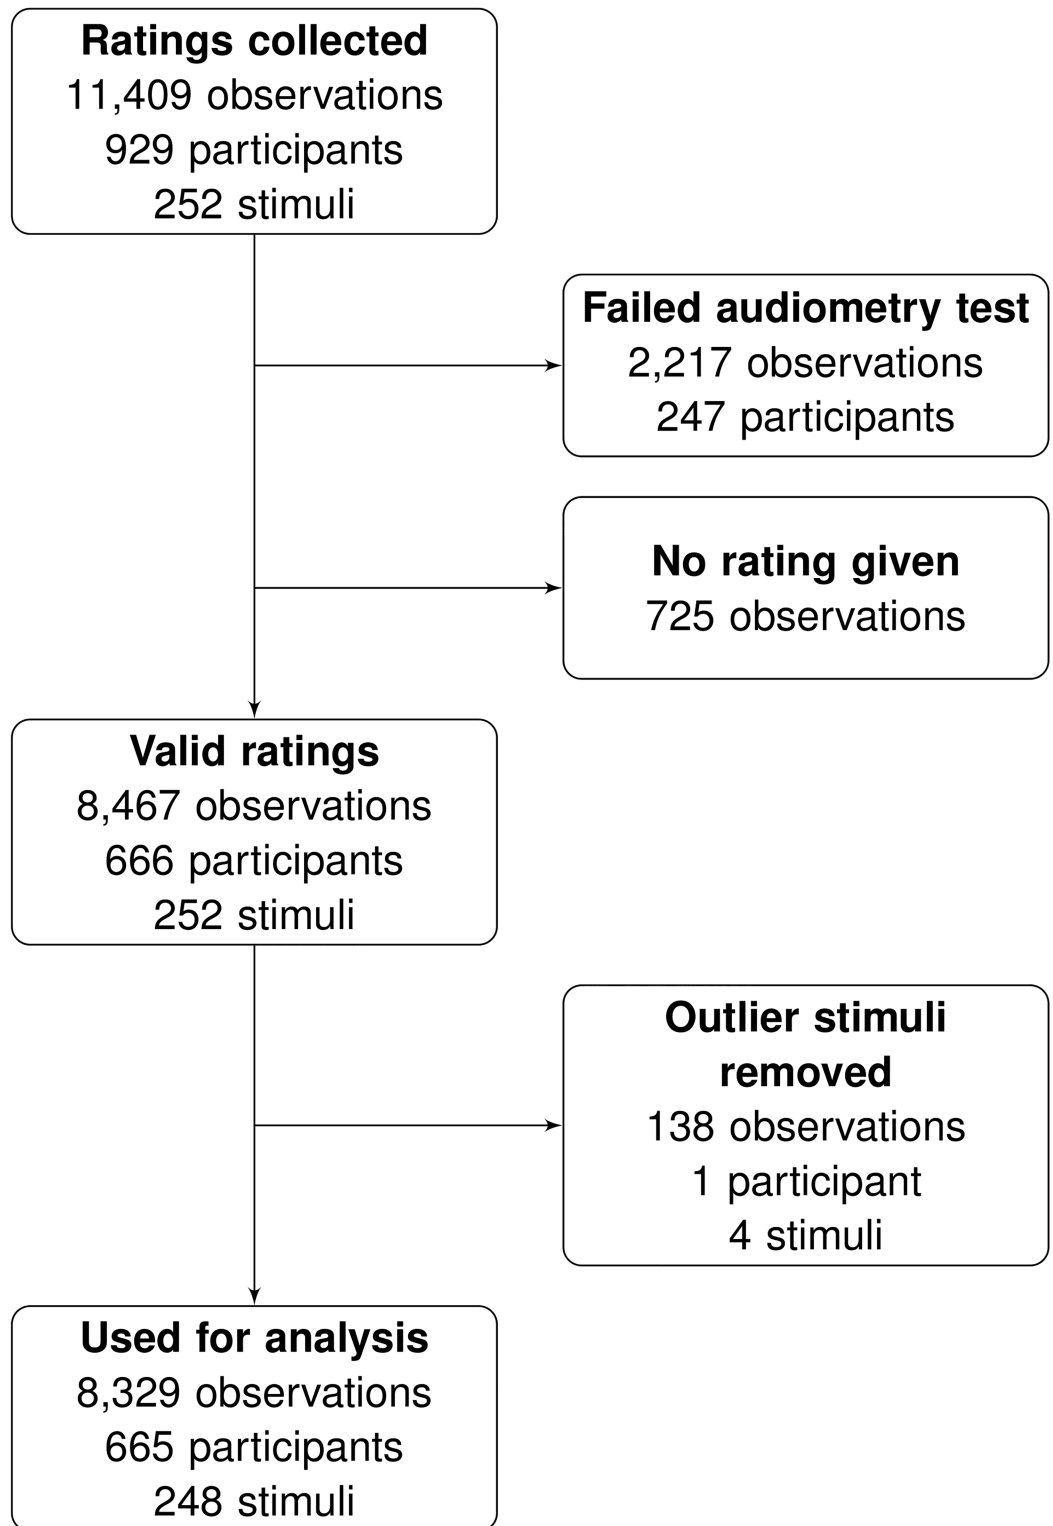 Ratings collected
11,409 observations
929 participants
252 stimuli
Failed audiometry test
2,217 observations
247 participants
No rating given
725 observations
Valid ratings
8,467 observations
666 participants
252 stimuli
Outlier stimuli
removed
138 observations
1 participant
4 stimuli
Used for analysis
8,329 observations
665 participants
248 stimuli